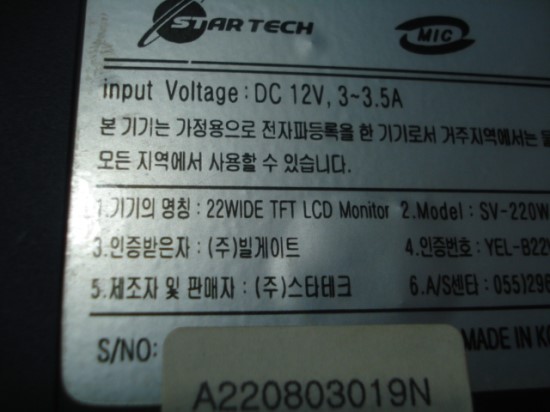 STAR TECH MIC
input Voltage : DC 12V, 3~3.5A
본 기기는 가정용으로 전자파등록을 한 기기로서 거주지역에서는
모든 지역에서 사용할 수 있습니다.
1.기기의 명칭 : 22WIDE TFT LCD Monitor 2.Model : SV-220W
3.인증받은자 : (주)빌게이트 4.인증번호 : YEL-B22
5.제조자 및 판매자 : (주)스타테크 6.A/S센타 : 055)296
S/NO: MADE IN KO
A220803019N